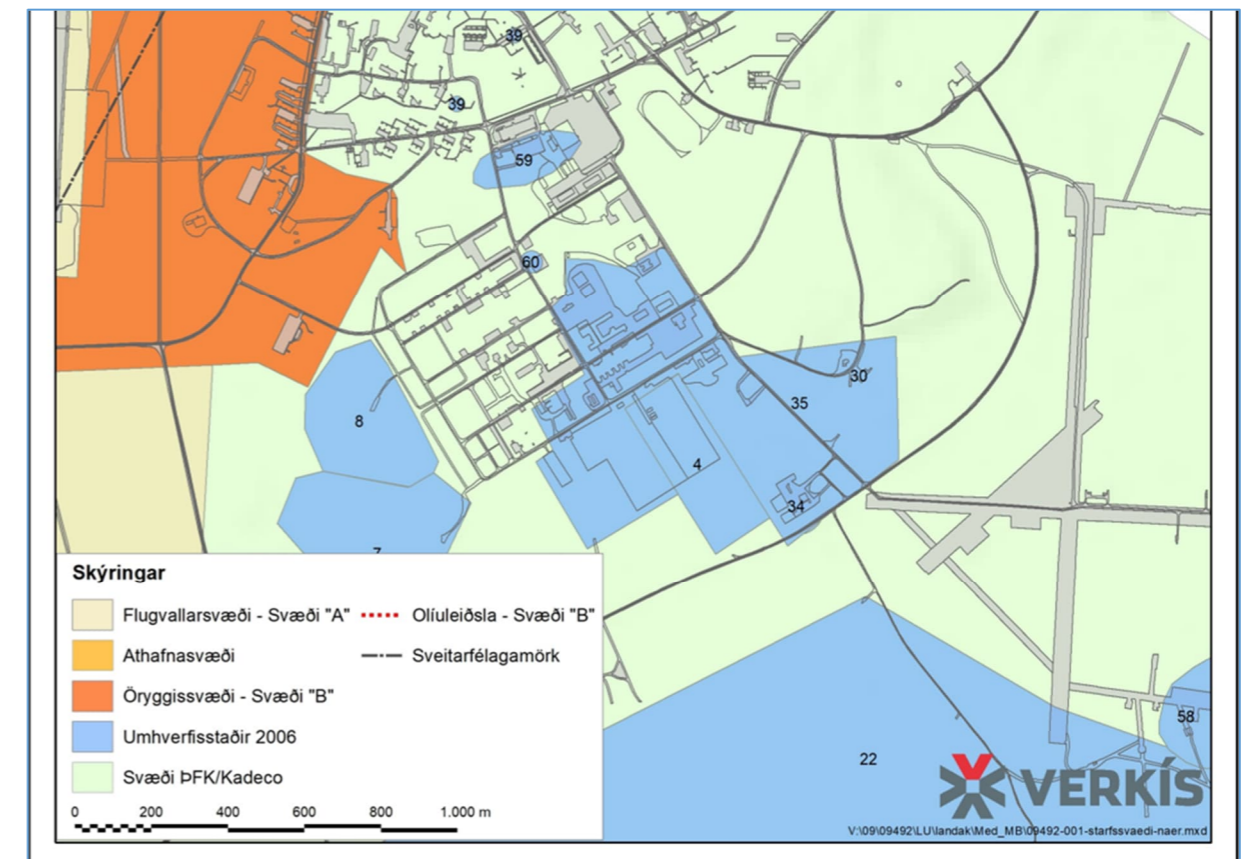 39
39
59
60
30
8
35
4
34
7
Skýringar
Flugvallarsvæði - Svæði "A"
Olíuleiðsla - Svæði "B"
Athafnasvæði
Sveitarfélagamörk
Öryggissvæði - Svæði "B"
58
Umhverfisstaðir 2006
22
Svæði ÞFK/Kadeco
VERKÍS
0 200 400 600 800 1.000 m
V:\09\09492\LU\landak\Med_MB\09492-001-starfssvaedi-naer.mxd